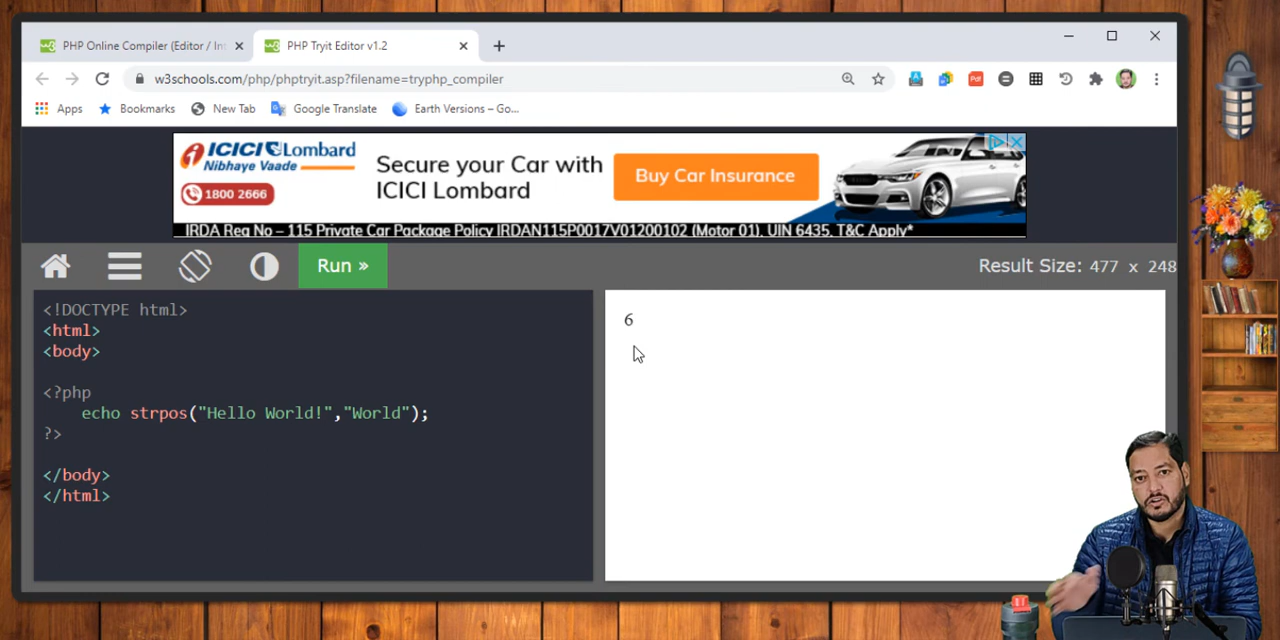 PHP Online Compiler (Editor / Int
PHP Tryit Editor v1.2
w3schools.com/php/phptryit.asp?filename=tryphp_compiler
Apps
Bookmarks
New Tab
Google Translate
Earth Versions – Go...
ICICI Lombard
Nibhaye Vaade
1800 2666
Secure your Car with
ICICI Lombard
Buy Car Insurance
IRDA Reg No – 115 Private Car Package Policy IRDAN115P0017V01200102 (Motor 01), UIN 6435, T&C Apply*
Run »
Result Size: 477 x 248
<!DOCTYPE html>
<html>
<body>
<?php
echo strpos("Hello World!","World");
?>
</body>
</html>
6